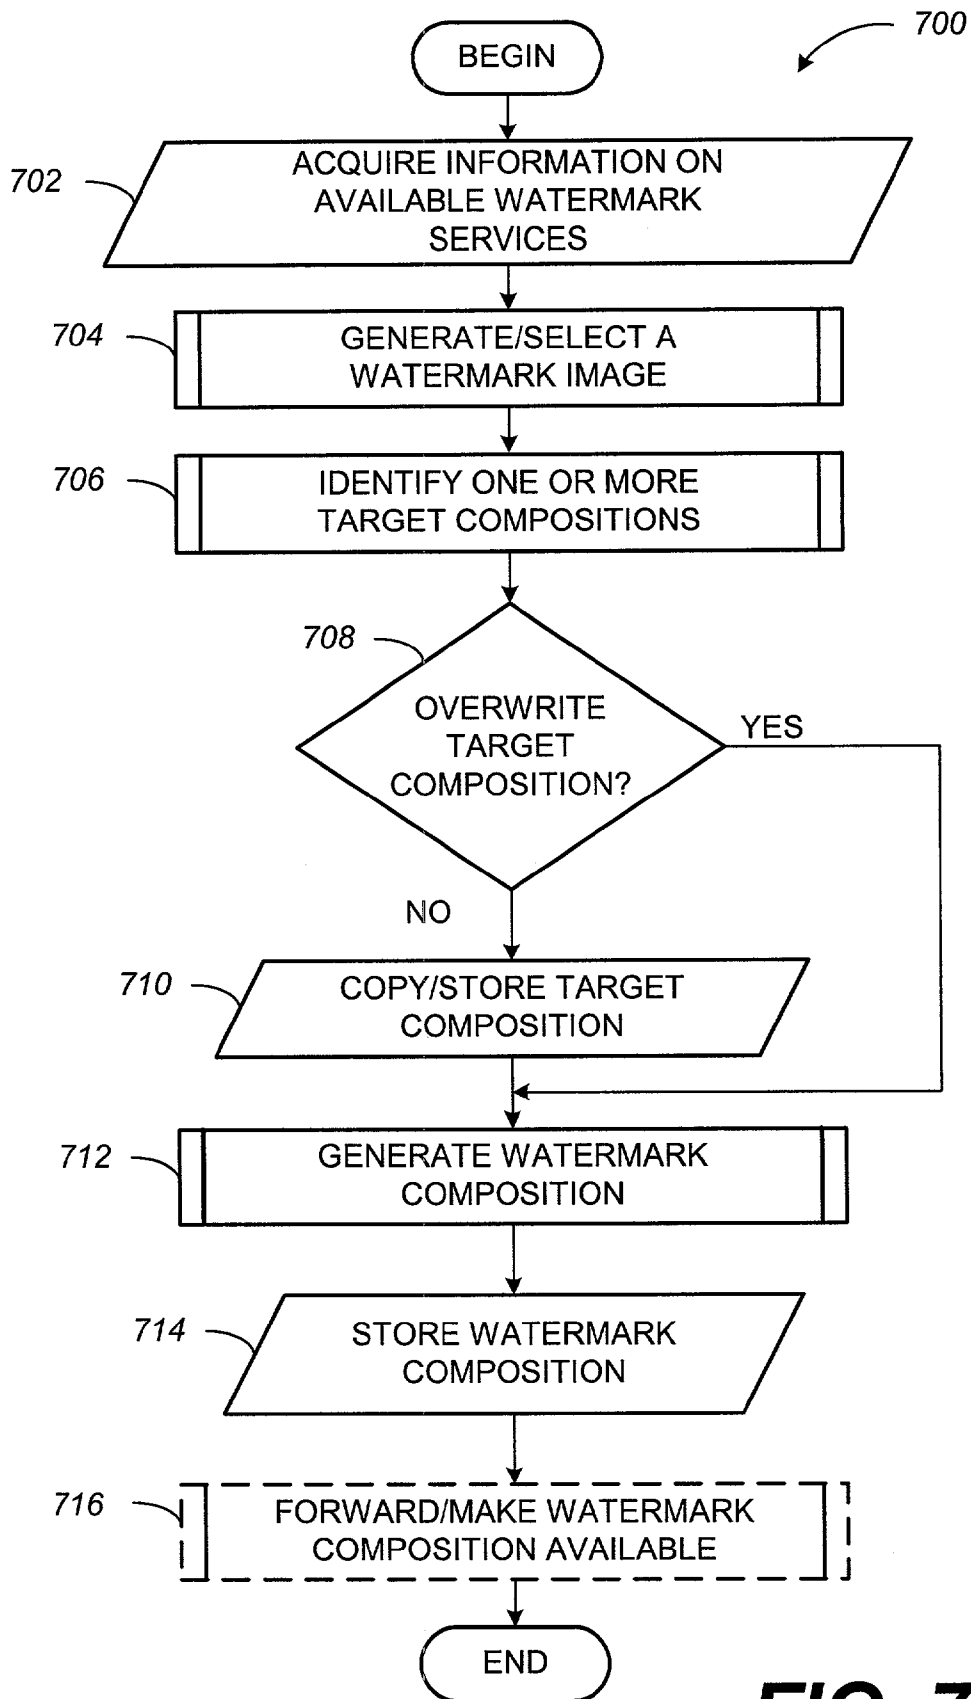 700
BEGIN
702
ACQUIRE INFORMATION ON
AVAILABLE WATERMARK
SERVICES
704
GENERATE/SELECT A
WATERMARK IMAGE
706
IDENTIFY ONE OR MORE
TARGET COMPOSITIONS
708
OVERWRITE
TARGET
COMPOSITION?
YES
NO
710
COPY/STORE TARGET
COMPOSITION
712
GENERATE WATERMARK
COMPOSITION
714
STORE WATERMARK
COMPOSITION
716
FORWARD/MAKE WATERMARK
COMPOSITION AVAILABLE
END
FIG. 7